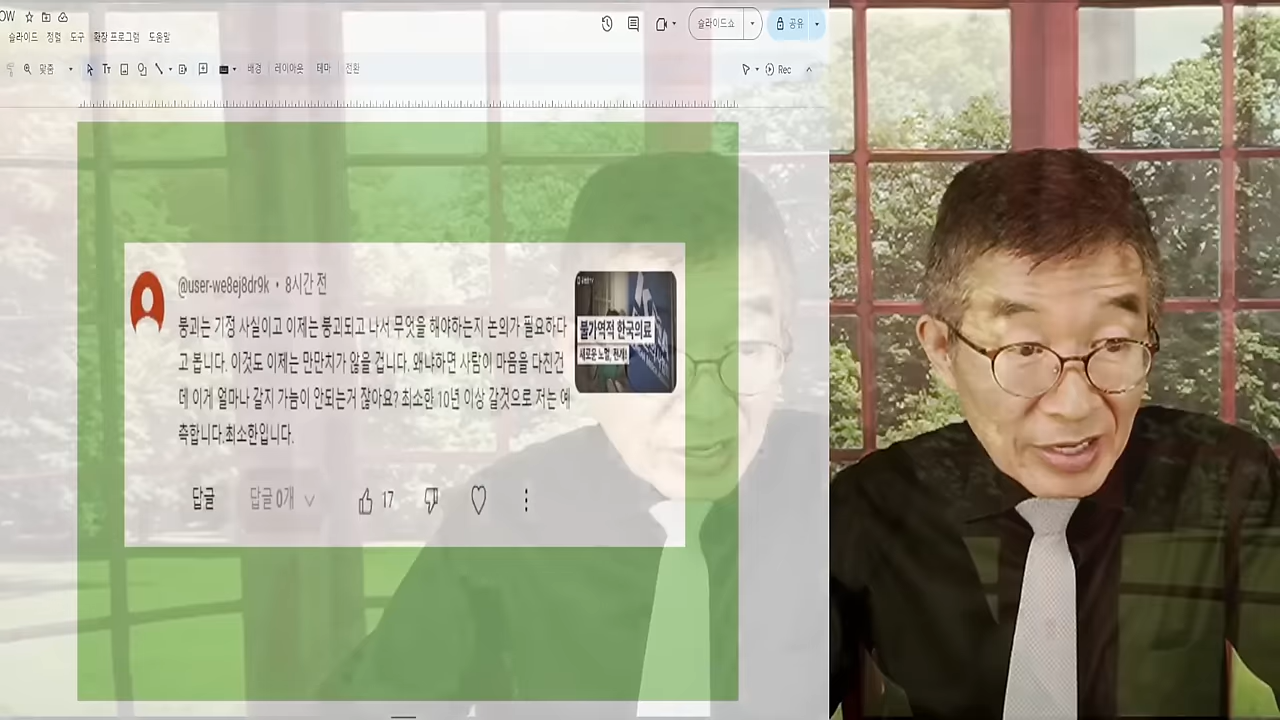 OW
슬라이드쇼
공유
슬라이드 정렬 도구 확장 프로그램 도움말
맞춤 Tт 배경 레이아웃 테마 전환 Rec
@user-we8ej8dr9k • 8시간 전
붕괴는 기정 사실이고 이제는 붕괴되고 나서 무엇을 해야하는지 논의가 필요하다
고 봅니다. 이것도 이제는 만만치가 않을 겁니다. 왜냐하면 사람이 마음을 다친건
데 이게 얼마나 갈지 가늠이 안되는거 잖아요? 최소한 10년 이상 갈것으로 저는 예
측합니다.최소한입니다.
불가역적 한국의료
답글 답글 0개 17